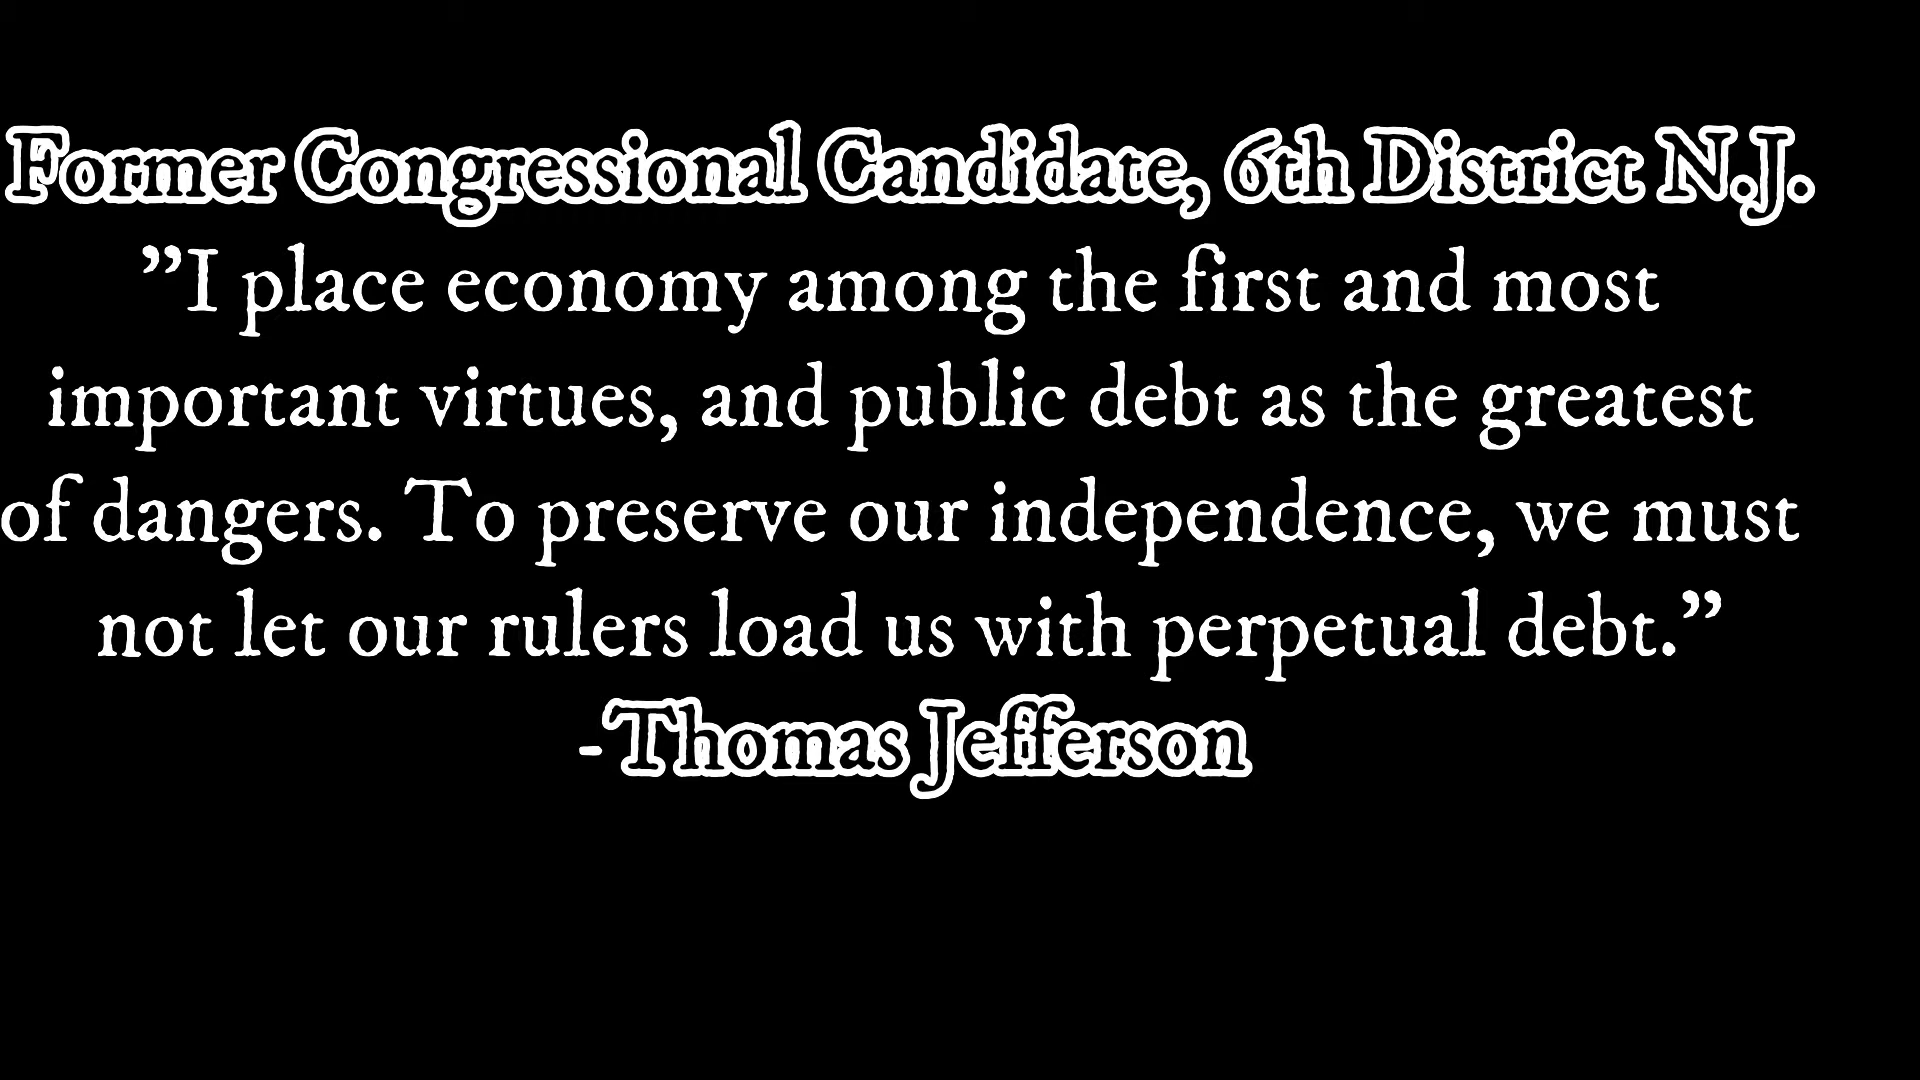 Former Congressional Candidate, 6th District N.J.
”I place economy among the first and most
important virtues, and public debt as the greatest
of dangers. To preserve our independence, we must
not let our rulers load us with perpetual debt.”
-Thomas Jefferson